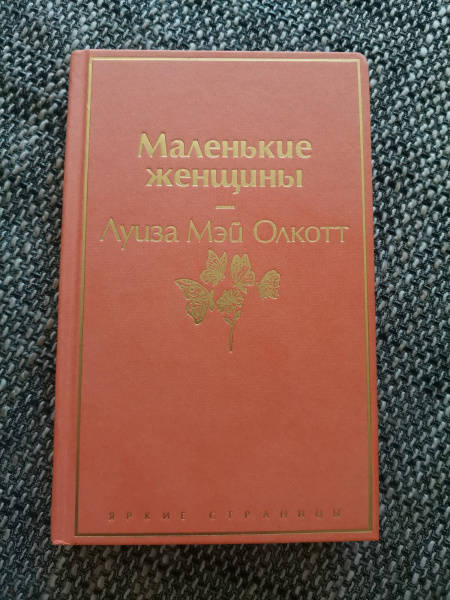 Маленькие
женщины
—
Луиза Мэй Олкотт
ЯРКИЕ СТРАНИЦЫ